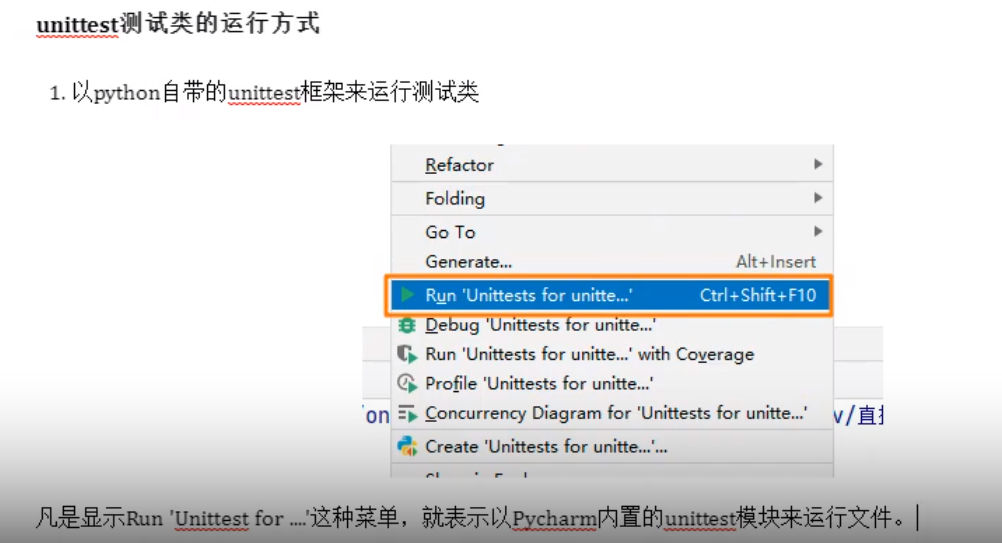 unittest测试类的运行方式
1. 以python自带的unittest框架来运行测试类
Refactor
Folding
Go To
Generate... Alt+Insert
Run 'Unittests for unitte...' Ctrl+Shift+F10
Debug 'Unittests for unitte...'
Run 'Unittests for unitte...' with Coverage
Profile 'Unittests for unitte...'
on Concurrency Diagram for 'Unittests for unitte...' v/直接
Create 'Unittests for unitte...'...
凡是显示Run 'Unittest for ....'这种菜单，就表示以Pycharm内置的unittest模块来运行文件。